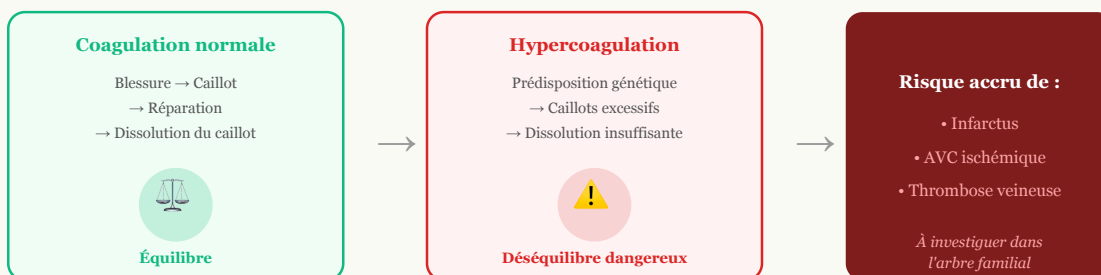 Coagulation normale
Blessure → Caillot
→ Réparation
→ Dissolution du caillot
Équilibre
→
Hypercoagulation
Prédisposition génétique
→ Caillots excessifs
→ Dissolution insuffisante
Déséquilibre dangereux
→
Risque accru de :
• Infarctus
• AVC ischémique
• Thrombose veineuse
À investiguer dans
l'arbre familial